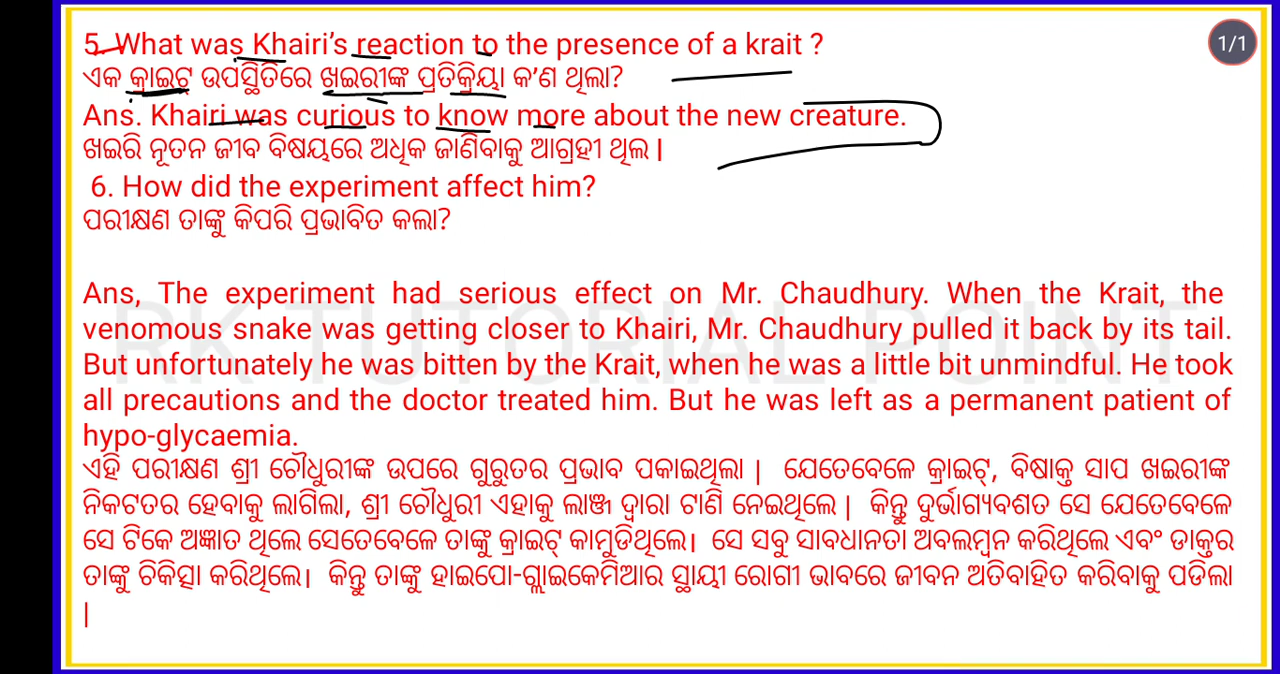 1/1
5. What was Khairi's reaction to the presence of a krait ?
ଏକ କ୍ରାଇଟ୍ ଉପସ୍ଥିତିରେ ଖଇରୀଙ୍କ ପ୍ରତିକ୍ରିୟା କ'ଣ ଥିଲା?
Ans. Khairi was curious to know more about the new creature.
ଖଇରି ନୂତନ ଜୀବ ବିଷୟରେ ଅଧିକ ଜାଣିବାକୁ ଆଗ୍ରହୀ ଥିଲ |
6. How did the experiment affect him?
ପରୀକ୍ଷଣ ତାଙ୍କୁ କିପରି ପ୍ରଭାବିତ କଲା?
Ans, The experiment had serious effect on Mr. Chaudhury. When the Krait, the
venomous snake was getting closer to Khairi, Mr. Chaudhury pulled it back by its tail.
But unfortunately he was bitten by the Krait, when he was a little bit unmindful. He took
all precautions and the doctor treated him. But he was left as a permanent patient of
hypo-glycaemia.
ଏହି ପରୀକ୍ଷଣ ଶ୍ରୀ ଚୌଧୁରୀଙ୍କ ଉପରେ ଗୁରୁତର ପ୍ରଭାବ ପକାଇଥିଲା | ଯେତେବେଳେ କ୍ରାଇଟ୍, ବିଷାକ୍ତ ସାପ ଖଇରୀଙ୍କ
ନିକଟତର ହେବାକୁ ଲାଗିଲା, ଶ୍ରୀ ଚୌଧୁରୀ ଏହାକୁ ଲାଞ୍ଜ ଦ୍ୱାରା ଟାଣି ନେଇଥିଲେ | କିନ୍ତୁ ଦୁର୍ଭାଗ୍ୟବଶତ ସେ ଯେତେବେଳେ
ସେ ଟିକେ ଅଜ୍ଞାତ ଥିଲେ ସେତେବେଳେ ତାଙ୍କୁ କ୍ରାଇଟ୍ କାମୁଡିଥିଲେ| ସେ ସବୁ ସାବଧାନତା ଅବଲମ୍ବନ କରିଥିଲେ ଏବଂ ଡାକ୍ତର
ତାଙ୍କୁ ଚିକିତ୍ସା କରିଥିଲେ| କିନ୍ତୁ ତାଙ୍କୁ ହାଇପୋ-ଗ୍ଲାଇକେମିଆର ସ୍ଥାୟୀ ରୋଗୀ ଭାବରେ ଜୀବନ ଅତିବାହିତ କରିବାକୁ ପଡିଲା
|
RK TUTORIAL POINT